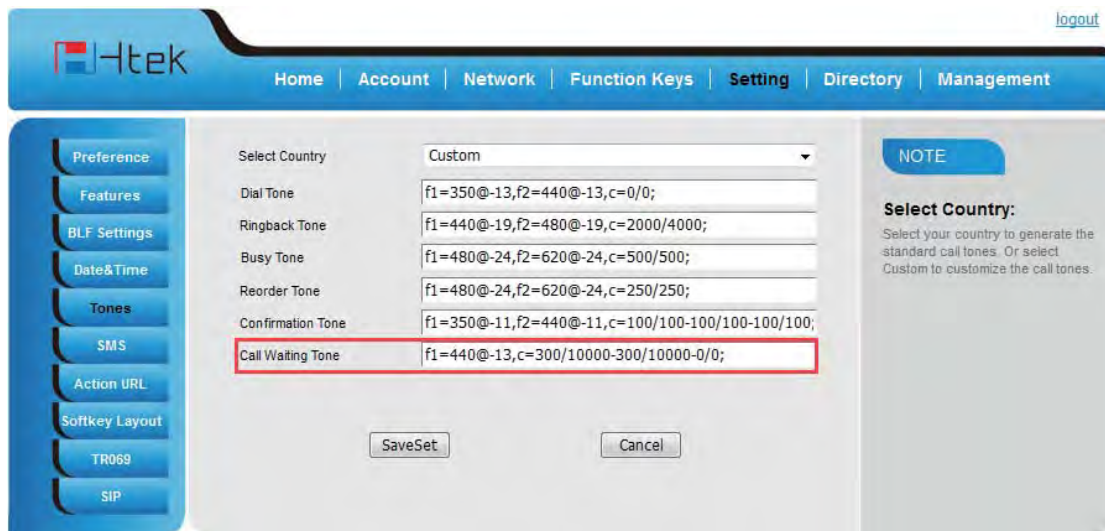 logout
Htek
Home | Account | Network | Function Keys | Setting | Directory | Management
Preference
Features
BLF Settings
Date&Time
Tones
SMS
Action URL
Softkey Layout
TR069
SIP
Select Country Custom
Dial Tone f1=350@-13,f2=440@-13,c=0/0;
Ringback Tone f1=440@-19,f2=480@-19,c=2000/4000;
Busy Tone f1=480@-24,f2=620@-24,c=500/500;
Reorder Tone f1=480@-24,f2=620@-24,c=250/250;
Confirmation Tone f1=350@-11,f2=440@-11,c=100/100-100/100-100/100;
Call Waiting Tone f1=440@-13,c=300/10000-300/10000-0/0;
SaveSet Cancel
NOTE
Select Country:
Select your country to generate the
standard call tones. Or select
Custom to customize the call tones.